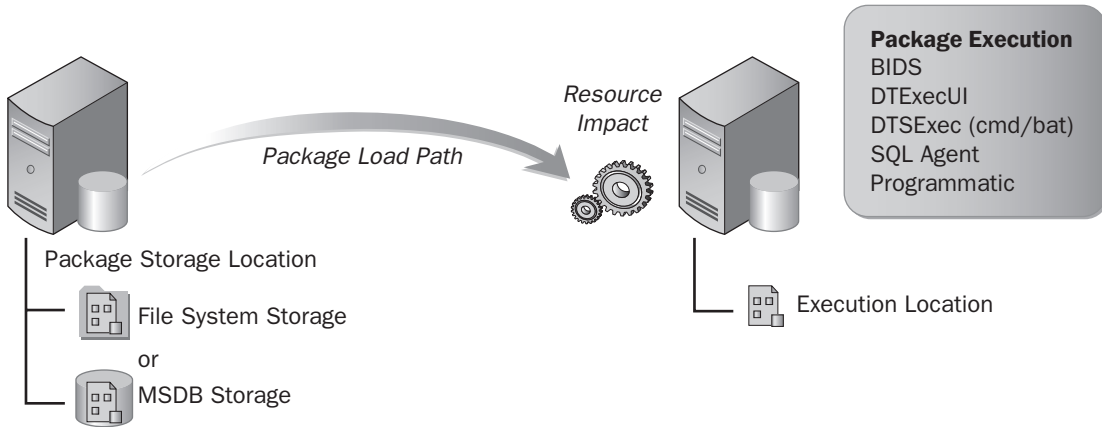 Package Execution
BIDS
DTExecUI
DTSExec (cmd/bat)
SQL Agent
Programmatic
Resource
Impact
Package Load Path
Package Storage Location
File System Storage
or
MSDB Storage
Execution Location